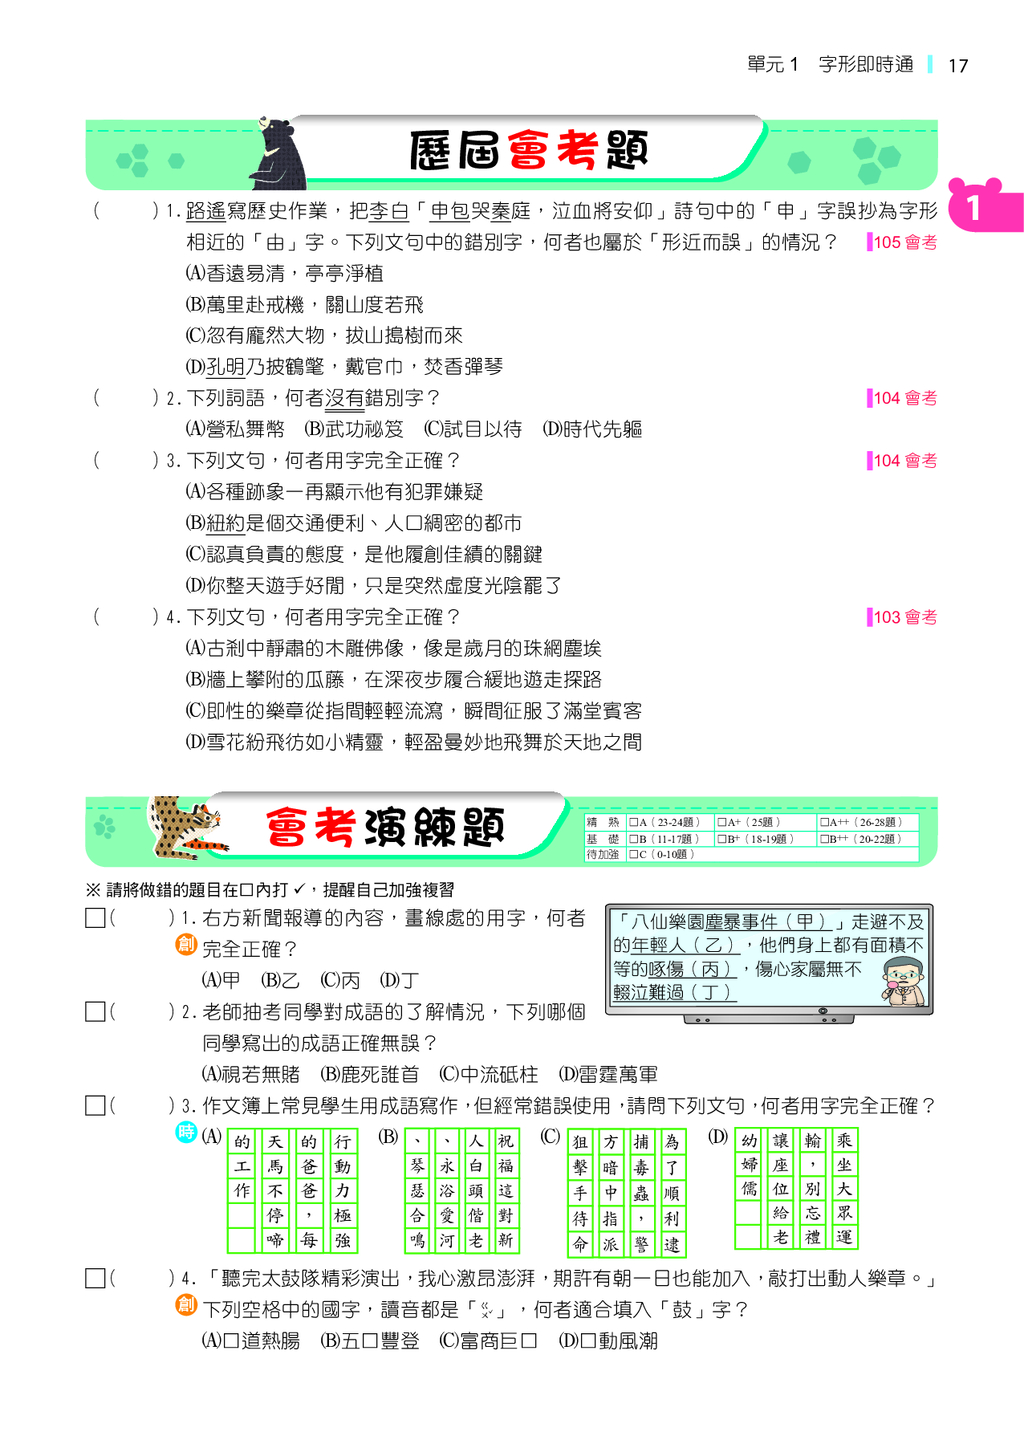 單元 1　字形即時通　17
歷屆會考題
1
（　　）1. 路遙寫歷史作業，把李白「申包哭秦庭，泣血將安仰」詩句中的「申」字誤抄為字形
相近的「由」字。下列文句中的錯別字，何者也屬於「形近而誤」的情況？　105 會考
(A)香遠易清，亭亭淨植
(B)萬里赴戒機，關山度若飛
(C)忽有龐然大物，拔山搗樹而來
(D)孔明乃披鶴氅，戴官巾，焚香彈琴
（　　）2. 下列詞語，何者沒有錯別字？　104 會考
(A)營私舞幣　(B)武功祕笈　(C)試目以待　(D)時代先軀
（　　）3. 下列文句，何者用字完全正確？　104 會考
(A)各種跡象一再顯示他有犯罪嫌疑
(B)紐約是個交通便利、人口綢密的都市
(C)認真負責的態度，是他履創佳績的關鍵
(D)你整天遊手好閒，只是突然虛度光陰罷了
（　　）4. 下列文句，何者用字完全正確？　103 會考
(A)古剎中靜肅的木雕佛像，像是歲月的珠網塵埃
(B)牆上攀附的瓜藤，在深夜步履合緩地遊走探路
(C)即性的樂章從指間輕輕流瀉，瞬間征服了滿堂賓客
(D)雪花紛飛彷如小精靈，輕盈曼妙地飛舞於天地之間
會考演練題
精　熟　□A（23-24題）　□A+（25題）　□A++（26-28題）
基　礎　□B（11-17題）　□B+（18-19題）　□B++（20-22題）
待加強　□C（0-10題）
※ 請將做錯的題目在□內打 ✓，提醒自己加強複習
□（　　）1. 右方新聞報導的內容，畫線處的用字，何者
創 完全正確？
(A)甲　(B)乙　(C)丙　(D)丁
「八仙樂園塵暴事件（甲）」走避不及
的年輕人（乙），他們身上都有面積不
等的啄傷（丙），傷心家屬無不
輟泣難過（丁）
□（　　）2. 老師抽考同學對成語的了解情況，下列哪個
同學寫出的成語正確無誤？
(A)視若無賭　(B)鹿死誰首　(C)中流砥柱　(D)雷霆萬軍
□（　　）3. 作文簿上常見學生用成語寫作，但經常錯誤使用，請問下列文句，何者用字完全正確？
時
(A)
行動力極強
的爸爸，每
天馬不停啼
的工作
(B)
祝福這對新
人白頭偕老
、永浴愛河
、琴瑟合鳴
(C)
為了順利逮
捕毒蟲，警
方暗中指派
狙擊手待命
(D)
乘坐大眾運
輸，別忘禮
讓座位給老
幼婦儒
□（　　）4. 「聽完太鼓隊精彩演出，我心激昂澎湃，期許有朝一日也能加入，敲打出動人樂章。」
創 下列空格中的國字，讀音都是「ㄍㄨˇ」，何者適合填入「鼓」字？
(A)□道熱腸　(B)五□豐登　(C)富商巨□　(D)□動風潮